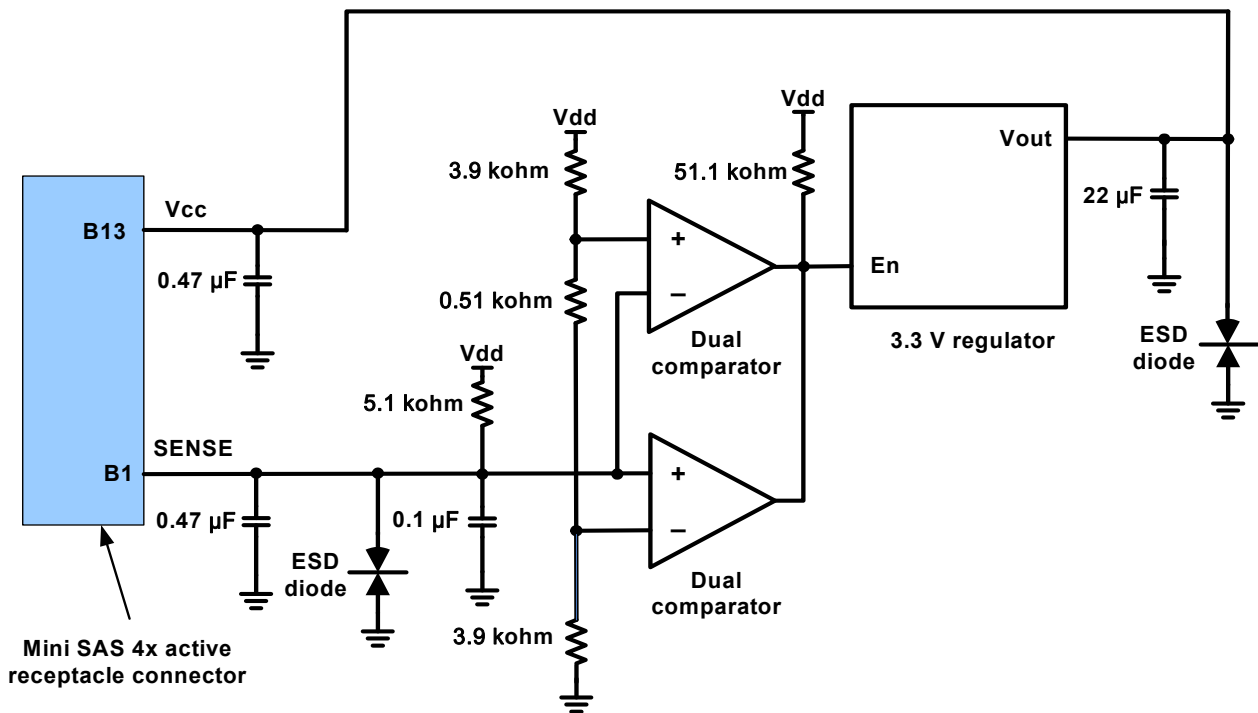 Vdd
Vdd
Vout
3.9 kohm
51.1 kohm
Vcc
22 µF
B13
+
En
0.47 µF
0.51 kohm
–
Dual
comparator
3.3 V regulator
ESD
diode
Vdd
5.1 kohm
SENSE
B1
+
0.47 µF
0.1 µF
–
ESD
diode
Dual
comparator
3.9 kohm
Mini SAS 4x active
receptacle connector